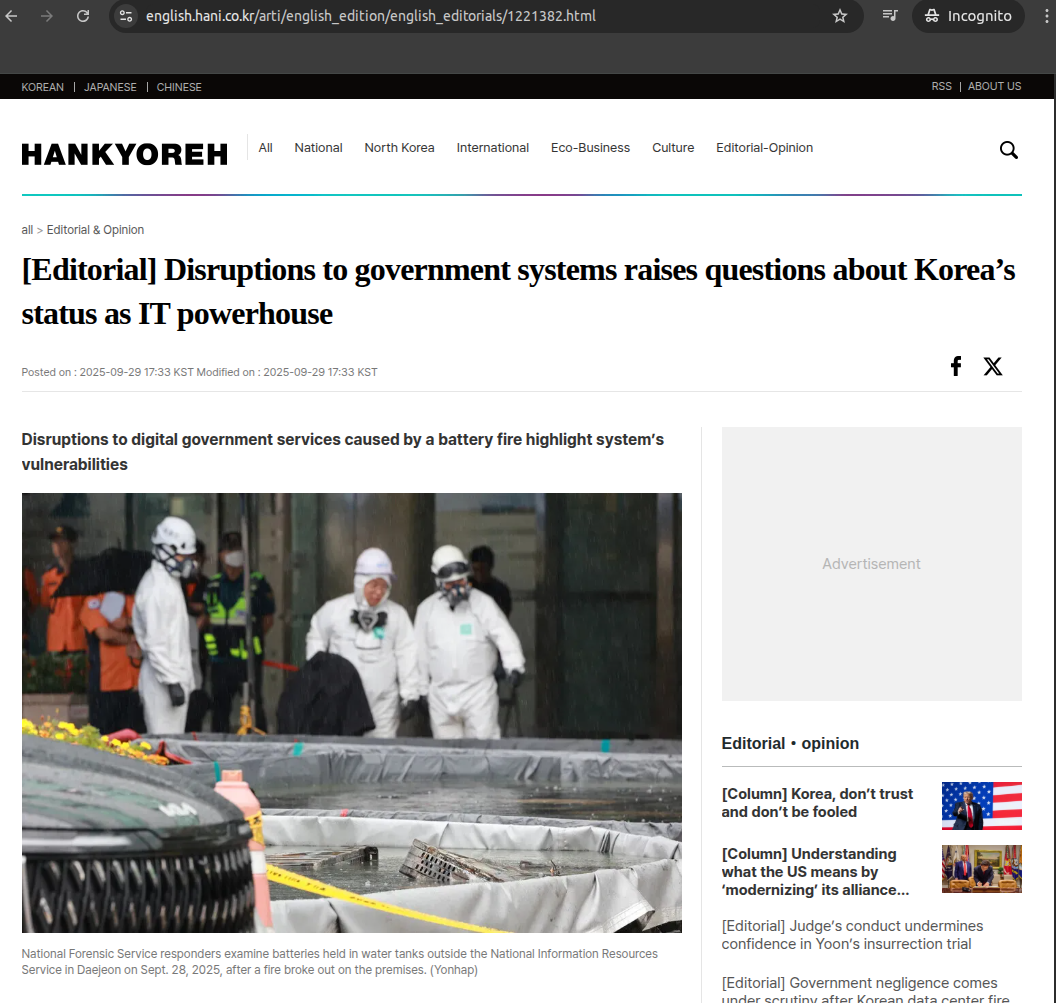 english.hani.co.kr/arti/english_edition/english_editorials/1221382.html
Incognito
KOREAN | JAPANESE | CHINESE
RSS | ABOUT US
HANKYOREH
All National North Korea International Eco-Business Culture Editorial-Opinion
all > Editorial & Opinion
[Editorial] Disruptions to government systems raises questions about Korea’s
status as IT powerhouse
Posted on : 2025-09-29 17:33 KST Modified on : 2025-09-29 17:33 KST
Disruptions to digital government services caused by a battery fire highlight system’s
vulnerabilities
National Forensic Service responders examine batteries held in water tanks outside the National Information Resources
Service in Daejeon on Sept. 28, 2025, after a fire broke out on the premises. (Yonhap)
Advertisement
Editorial • opinion
[Column] Korea, don’t trust
and don’t be fooled
[Column] Understanding
what the US means by
‘modernizing’ its alliance...
[Editorial] Judge’s conduct undermines
confidence in Yoon’s insurrection trial
[Editorial] Government negligence comes
under scrutiny after Korean data center fire